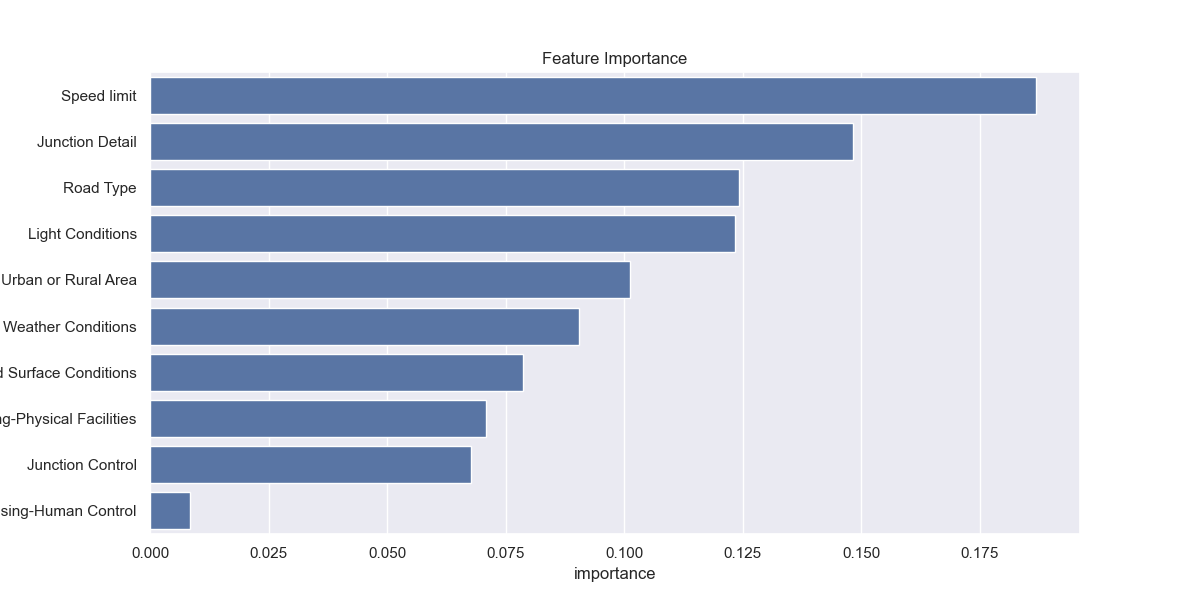 Feature Importance
Speed limit
Junction Detail
Road Type
Light Conditions
Urban or Rural Area
Weather Conditions
Surface Conditions
-Physical Facilities
Junction Control
-Human Control
0.000 0.025 0.050 0.075 0.100 0.125 0.150 0.175
importance